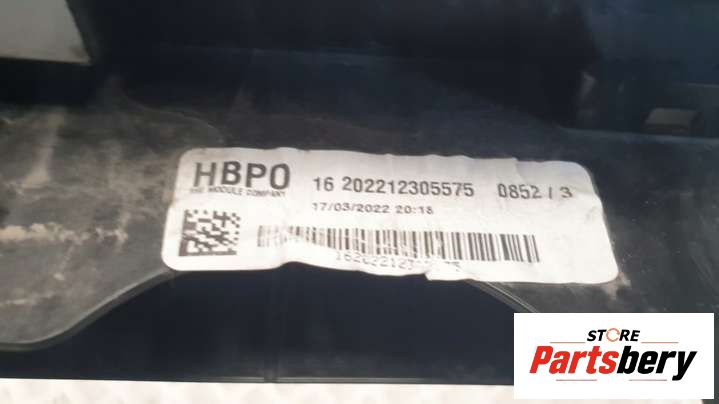 HBPO 16 202212305575 0852 / 3
THE MODULE COMPANY
17/03/2022 20:18
STORE
Partsbery